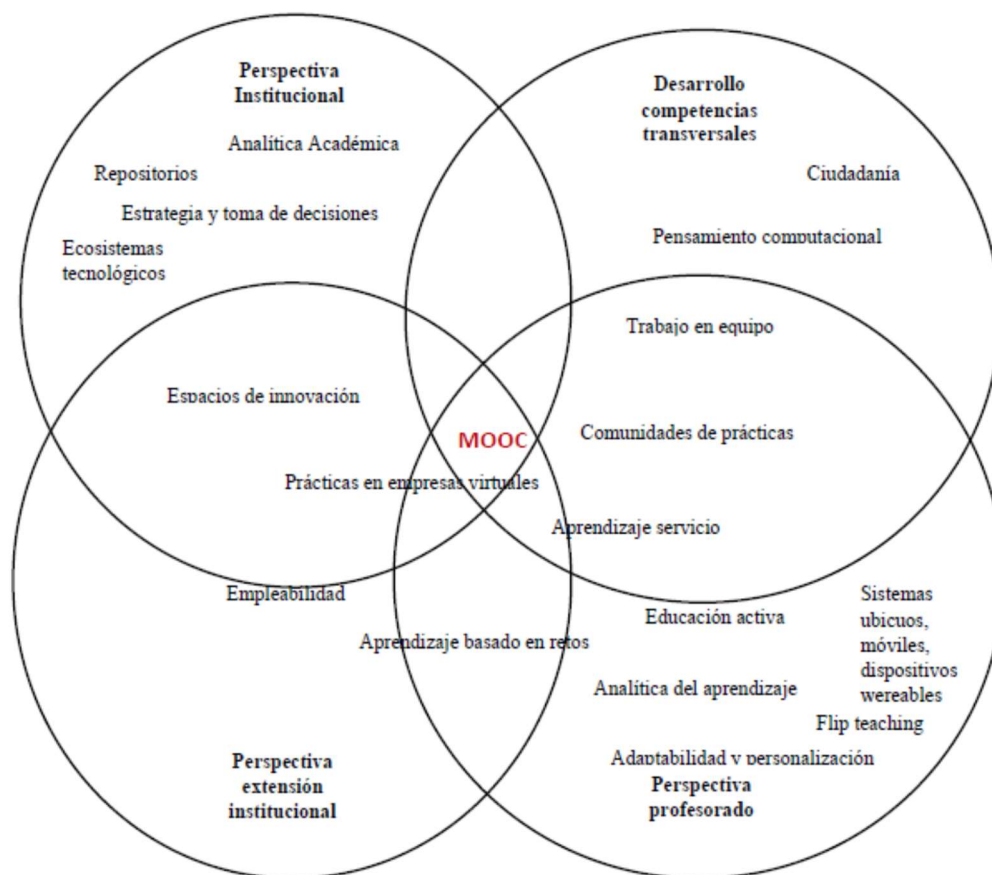 Perspectiva
Institucional
Analítica Académica
Repositorios
Estrategia y toma de decisiones
Ecosistemas
tecnológicos
Desarrollo
competencias
transversales
Ciudadanía
Pensamiento computacional
Trabajo en equipo
Espacios de innovación
MOOC
Comunidades de prácticas
Prácticas en empresas virtuales
Aprendizaje servicio
Empleabilidad
Aprendizaje basado en retos
Educación activa
Sistemas
ubicuos,
móviles,
dispositivos
wereables
Analítica del aprendizaje
Flip teaching
Adaptabilidad y personalización
Perspectiva
extensión
institucional
Perspectiva
profesorado